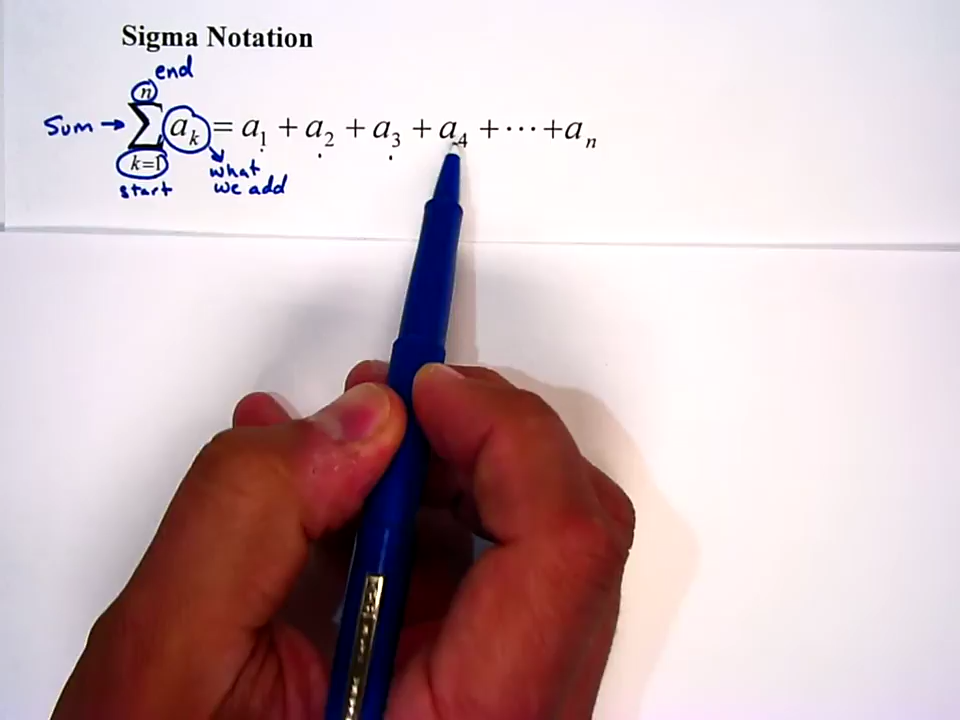 Sigma Notation
end
n
Sum → ∑ a_k = a_1 + a_2 + a_3 + a_4 + ⋯ + a_n
k=1
start
what
we add